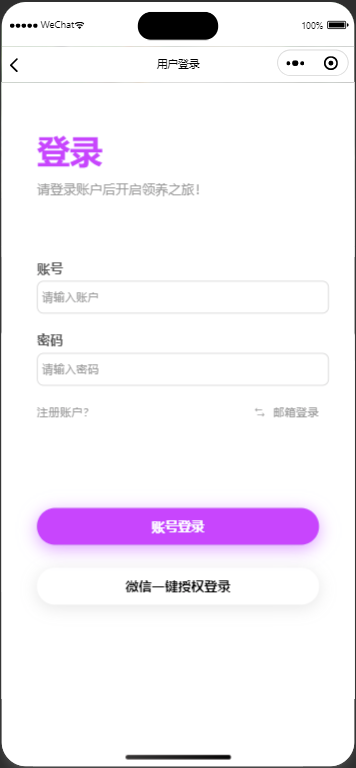 ●●●●● WeChat 100%
用户登录
登录
请登录账户后开启领养之旅！
账号
请输入账户
密码
请输入密码
注册账户？ 邮箱登录
账号登录
微信一键授权登录